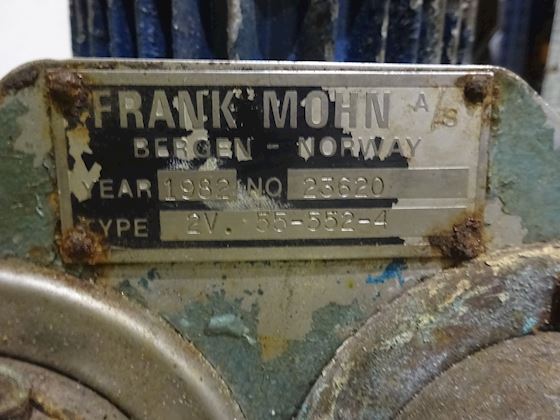 FRANK MOHN A/S
BERGEN - NORWAY
YEAR 1982 NO 23620
TYPE 2V. 55-552-4